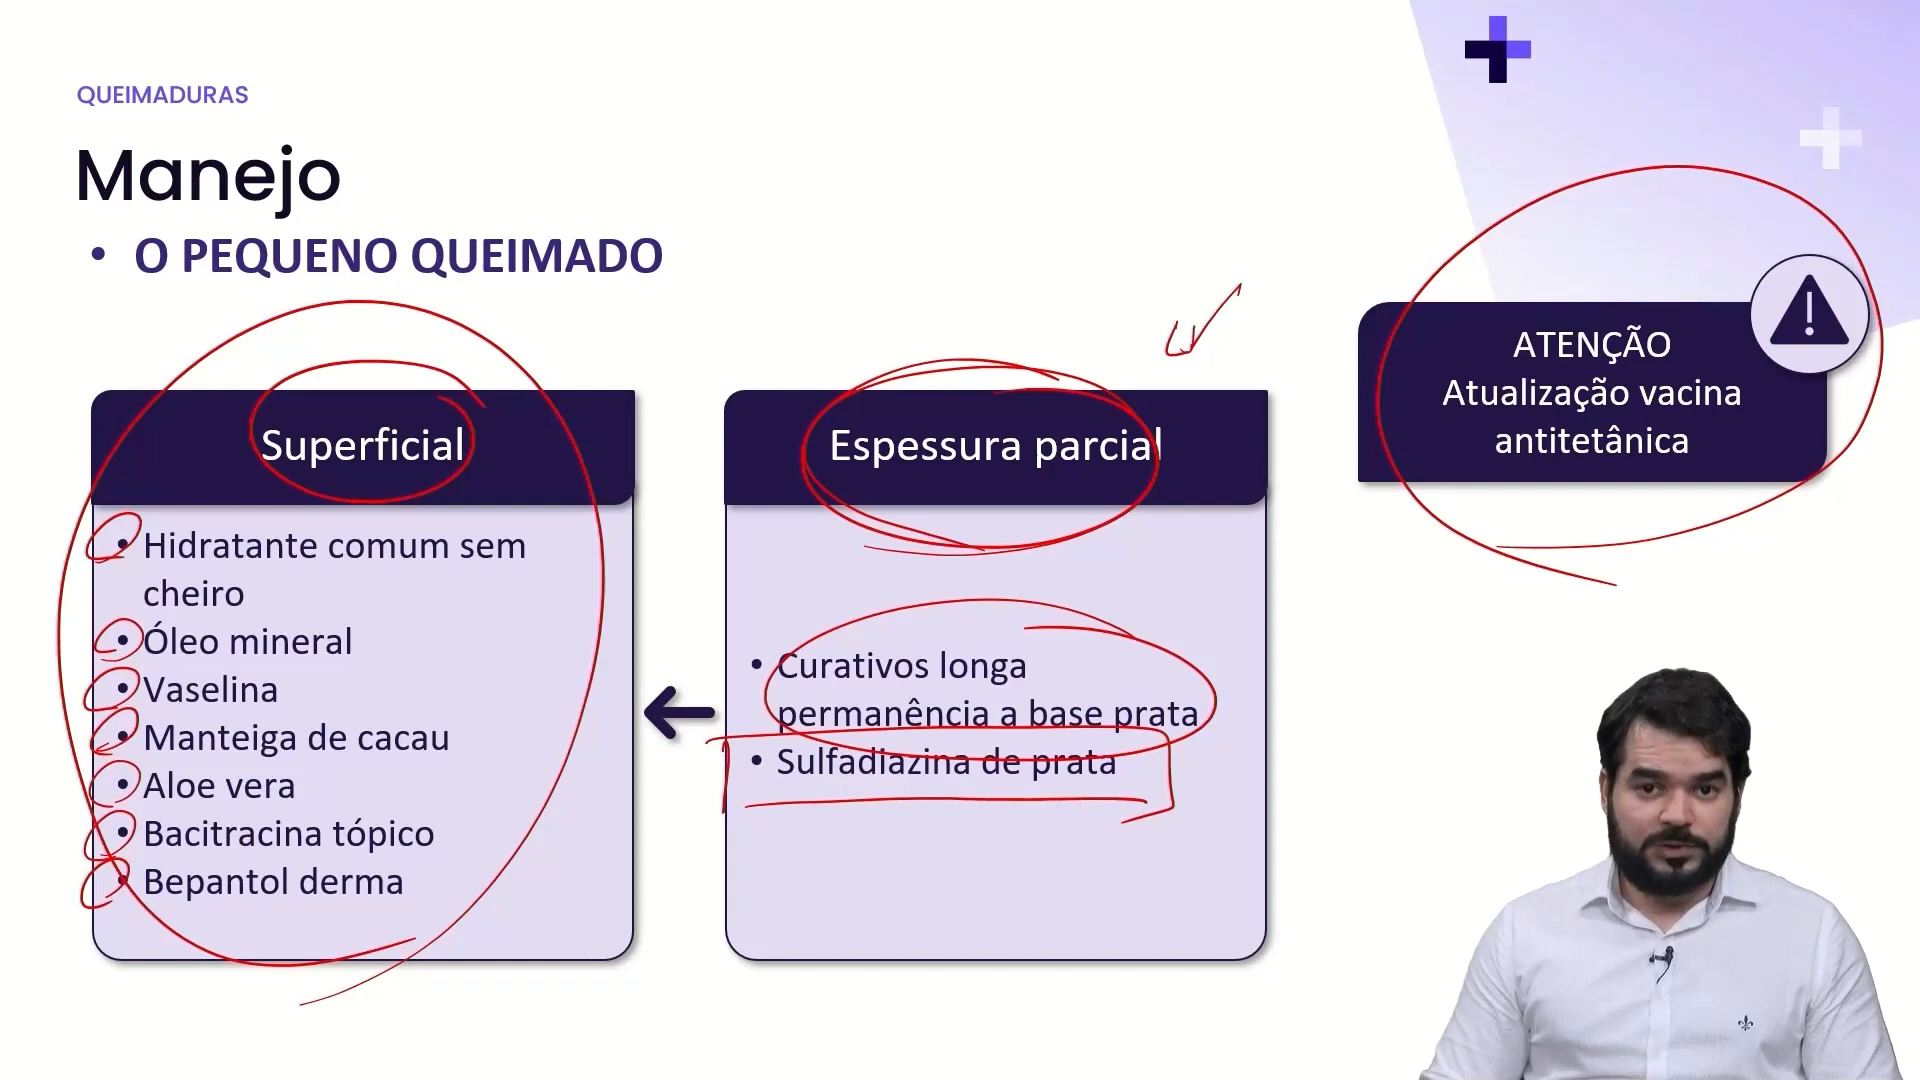 QUEIMADURAS
Manejo
• O PEQUENO QUEIMADO
Superficial
• Hidratante comum sem
cheiro
• Óleo mineral
• Vaselina
• Manteiga de cacau
• Aloe vera
• Bacitracina tópico
• Bepantol derma
Espessura parcial
• Curativos longa
permanência a base prata
• Sulfadiazina de prata
ATENÇÃO
Atualização vacina
antitetânica